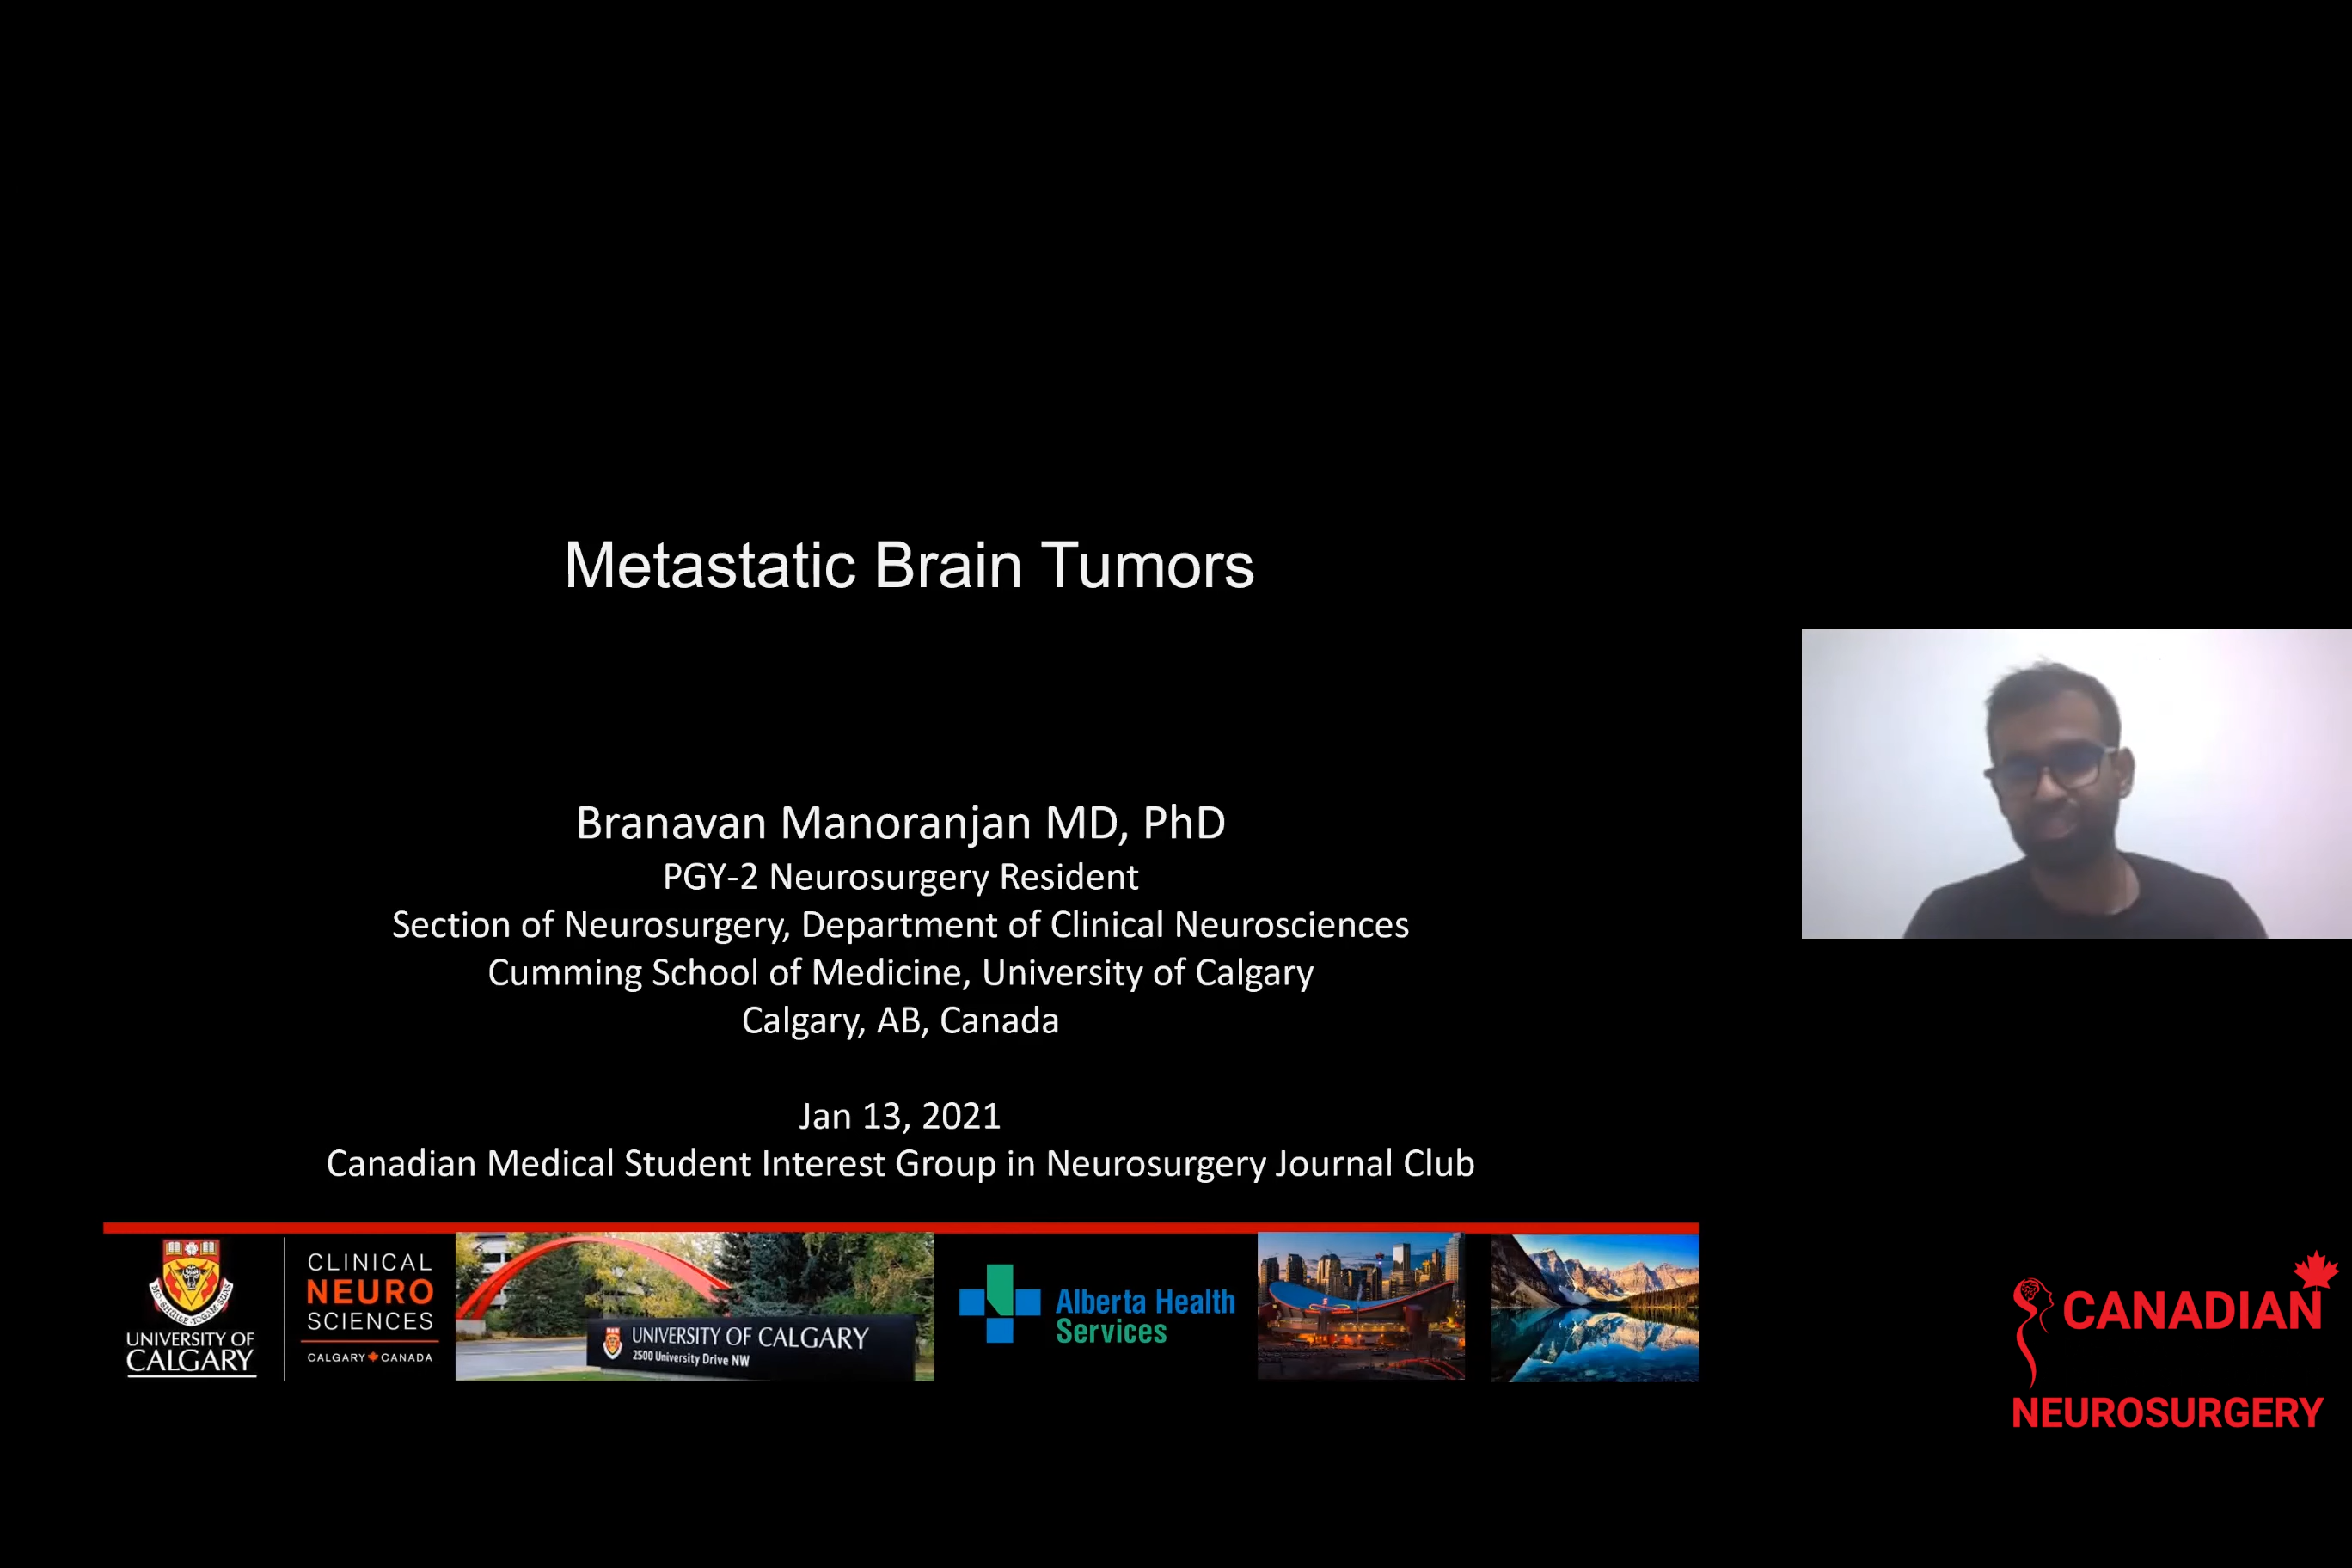 Metastatic Brain Tumors
Branavan Manoranjan MD, PhD
PGY-2 Neurosurgery Resident
Section of Neurosurgery, Department of Clinical Neurosciences
Cumming School of Medicine, University of Calgary
Calgary, AB, Canada
Jan 13, 2021
Canadian Medical Student Interest Group in Neurosurgery Journal Club
UNIVERSITY OF
CALGARY
CLINICAL
NEURO
SCIENCES
CALGARY CANADA
UNIVERSITY OF CALGARY
2500 University Drive NW
Alberta Health
Services
CANADIAN
NEUROSURGERY